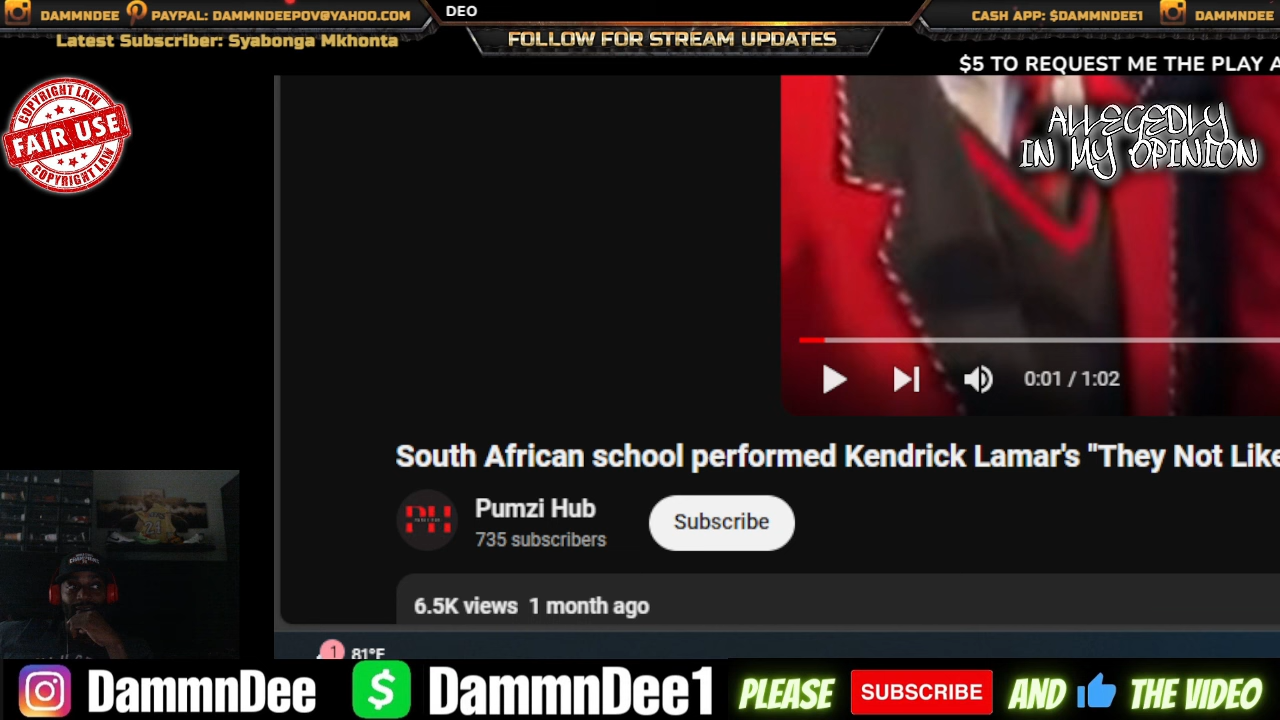 DAMMNDEE PAYPAL: DAMMNDEEPOV@YAHOO.COM
DEO
CASH APP: $DAMMNDEE1 DAMMNDEE
Latest Subscriber: Syabonga Mkhonta
FOLLOW FOR STREAM UPDATES
$5 TO REQUEST ME THE PLAY A
COPYRIGHT LAW
FAIR USE
COPYRIGHT LAW
ALLEGEDLY
IN MY OPINION
0:01 / 1:02
South African school performed Kendrick Lamar's "They Not Like
PH
Pumzi Hub
735 subscribers
Subscribe
6.5K views 1 month ago
1 81°F
DammnDee
$ DammnDee1
PLEASE SUBSCRIBE AND THE VIDEO